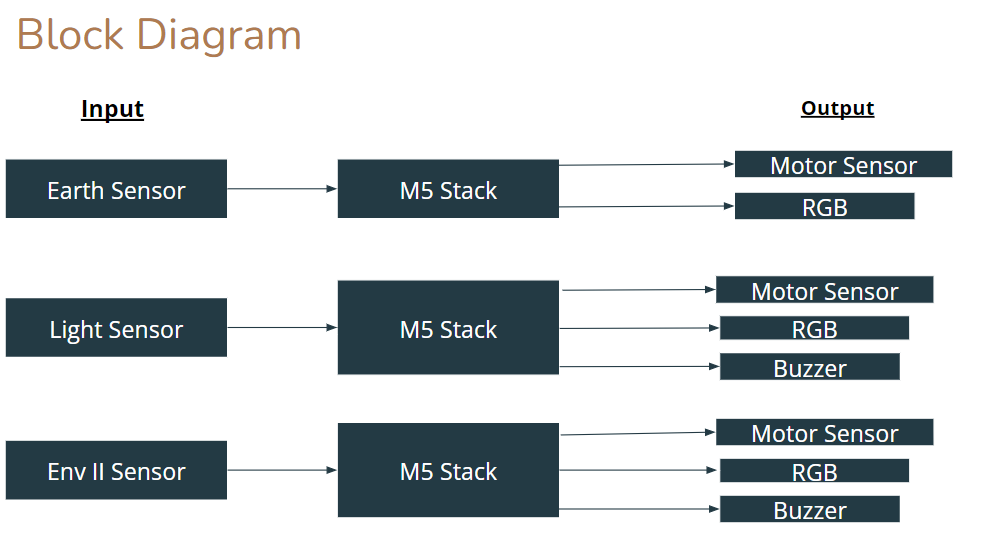 Block Diagram
Input
Output
Earth Sensor
M5 Stack
Motor Sensor
RGB
Light Sensor
M5 Stack
Motor Sensor
RGB
Buzzer
Env II Sensor
M5 Stack
Motor Sensor
RGB
Buzzer